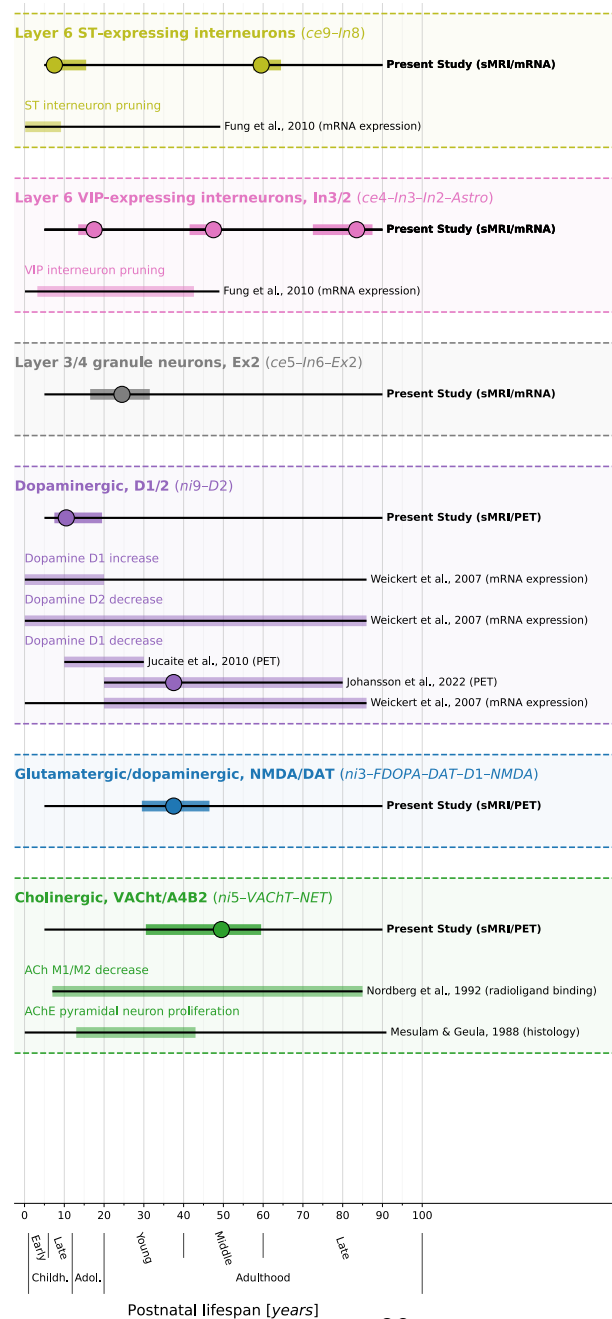 Layer 6 ST-expressing interneurons (ce9–In8)
Present Study (sMRI/mRNA)
ST interneuron pruning
Fung et al., 2010 (mRNA expression)
Layer 6 VIP-expressing interneurons, In3/2 (ce4–In3–In2–Astro)
Present Study (sMRI/mRNA)
VIP interneuron pruning
Fung et al., 2010 (mRNA expression)
Layer 3/4 granule neurons, Ex2 (ce5–In6–Ex2)
Present Study (sMRI/mRNA)
Dopaminergic, D1/2 (ni9–D2)
Present Study (sMRI/PET)
Dopamine D1 increase
Weickert et al., 2007 (mRNA expression)
Dopamine D2 decrease
Weickert et al., 2007 (mRNA expression)
Dopamine D1 decrease
Jucaite et al., 2010 (PET)
Johansson et al., 2022 (PET)
Weickert et al., 2007 (mRNA expression)
Glutamatergic/dopaminergic, NMDA/DAT (ni3–FDOPA–DAT–D1–NMDA)
Present Study (sMRI/PET)
Cholinergic, VACht/A4B2 (ni5–VAChT–NET)
Present Study (sMRI/PET)
ACh M1/M2 decrease
Nordberg et al., 1992 (radioligand binding)
AChE pyramidal neuron proliferation
Mesulam & Geula, 1988 (histology)
0 10 20 30 40 50 60 70 80 90 100
Early Late Young Middle Late
Childh. Adol. Adulthood
Postnatal lifespan [years]